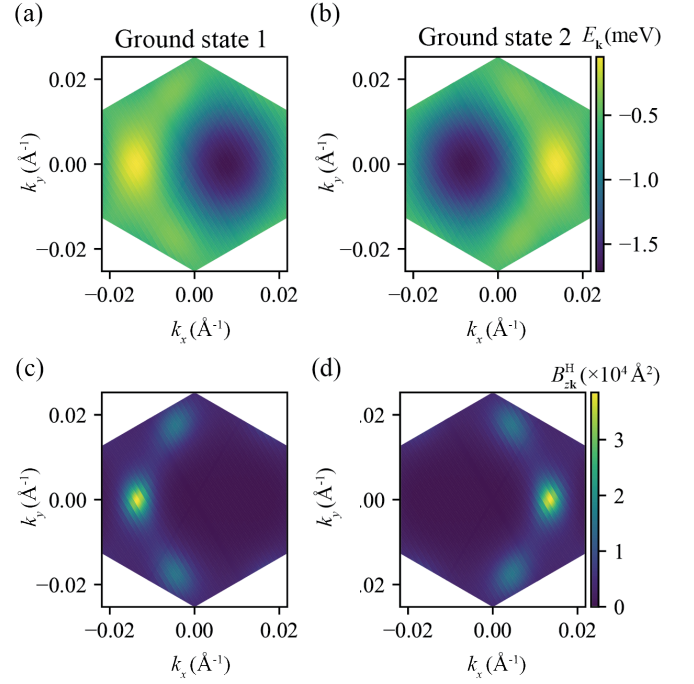 (a)
Ground state 1
(b)
Ground state 2
E_k (meV)
0.02
0.00
−0.02
k_y (Å⁻¹)
−0.02
0.00
0.02
k_x (Å⁻¹)
0.02
0.00
−0.02
k_y (Å⁻¹)
−0.02
0.00
0.02
k_x (Å⁻¹)
−0.5
−1.0
−1.5
(c)
(d)
B^H_zk (×10⁴ Å²)
0.02
0.00
−0.02
k_y (Å⁻¹)
−0.02
0.00
0.02
k_x (Å⁻¹)
.02
0.00
.02
k_y (Å⁻¹)
−0.02
0.00
0.02
k_x (Å⁻¹)
3
2
1
0